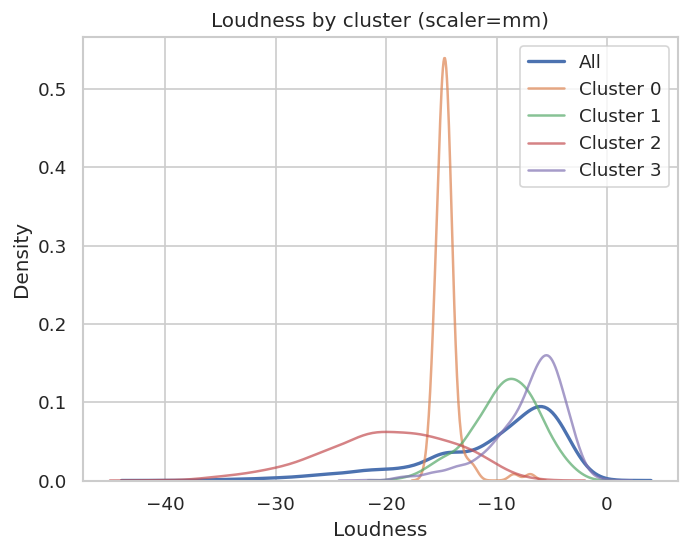 Loudness by cluster (scaler=mm)
All
Cluster 0
Cluster 1
Cluster 2
Cluster 3
Density
0.5
0.4
0.3
0.2
0.1
0.0
−40 −30 −20 −10 0
Loudness